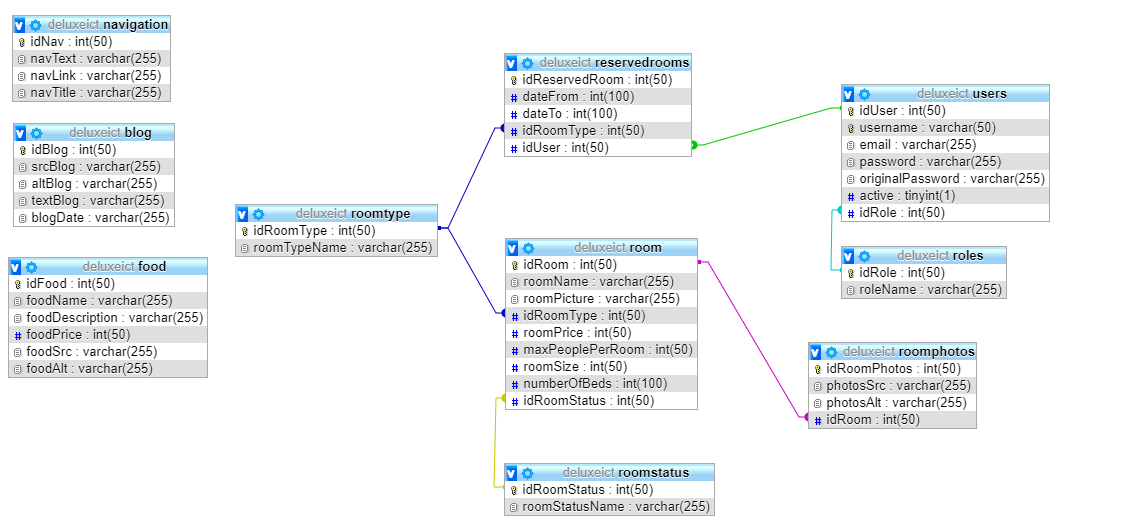 deluxeict navigation
idNav : int(50)
navText : varchar(255)
navLink : varchar(255)
navTitle : varchar(255)
deluxeict blog
idBlog : int(50)
srcBlog : varchar(255)
altBlog : varchar(255)
textBlog : varchar(255)
blogDate : varchar(255)
deluxeict food
idFood : int(50)
foodName : varchar(255)
foodDescription : varchar(255)
foodPrice : int(50)
foodSrc : varchar(255)
foodAlt : varchar(255)
deluxeict roomtype
idRoomType : int(50)
roomTypeName : varchar(255)
deluxeict reservedrooms
idReservedRoom : int(50)
dateFrom : int(100)
dateTo : int(100)
idRoomType : int(50)
idUser : int(50)
deluxeict room
idRoom : int(50)
roomName : varchar(255)
roomPicture : varchar(255)
idRoomType : int(50)
roomPrice : int(50)
maxPeoplePerRoom : int(50)
roomSize : int(50)
numberOfBeds : int(100)
idRoomStatus : int(50)
deluxeict roomstatus
idRoomStatus : int(50)
roomStatusName : varchar(255)
deluxeict users
idUser : int(50)
username : varchar(50)
email : varchar(255)
password : varchar(255)
originalPassword : varchar(255)
active : tinyint(1)
idRole : int(50)
deluxeict roles
idRole : int(50)
roleName : varchar(255)
deluxeict roomphotos
idRoomPhotos : int(50)
photosSrc : varchar(255)
photosAlt : varchar(255)
idRoom : int(50)